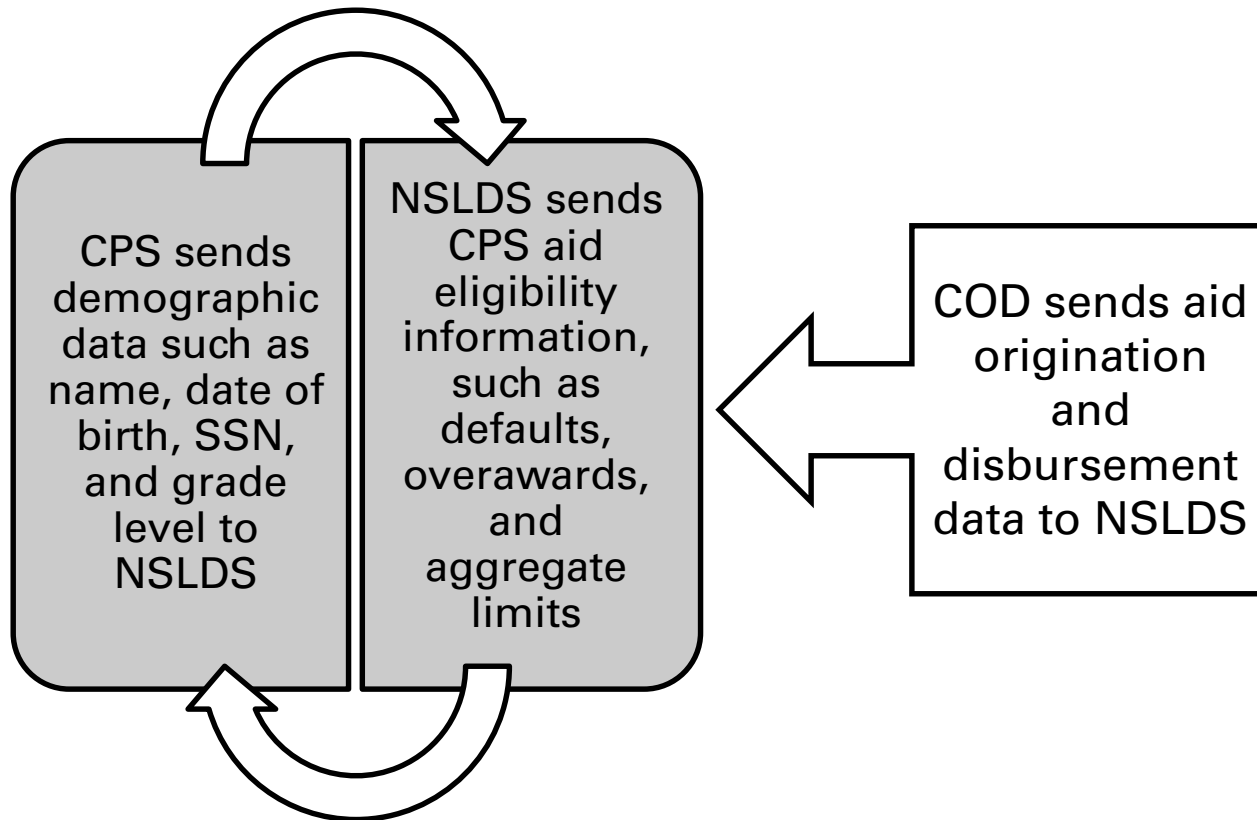 CPS sends
demographic
data such as
name, date of
birth, SSN,
and grade
level to
NSLDS
NSLDS sends
CPS aid
eligibility
information,
such as
defaults,
overawards,
and
aggregate
limits
COD sends aid
origination
and
disbursement
data to NSLDS